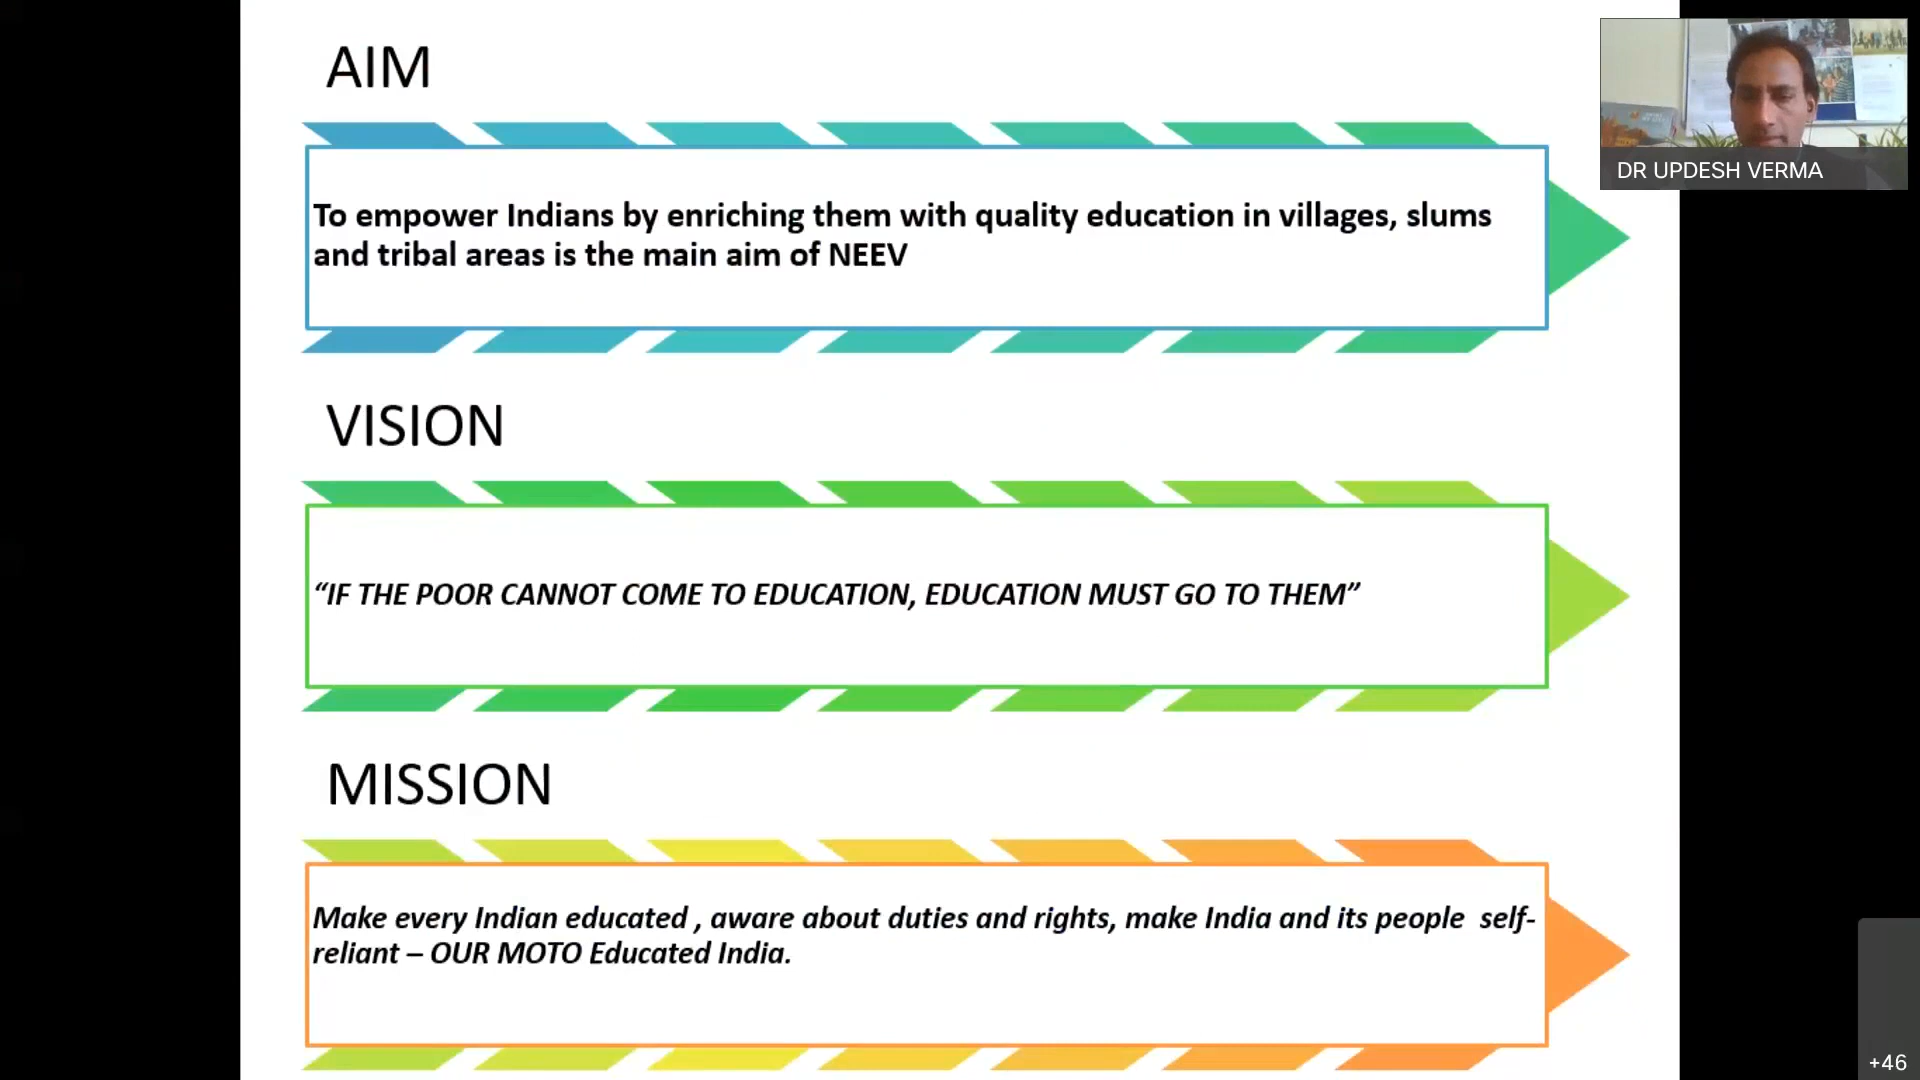 AIM
To empower Indians by enriching them with quality education in villages, slums
and tribal areas is the main aim of NEEV
VISION
“IF THE POOR CANNOT COME TO EDUCATION, EDUCATION MUST GO TO THEM”
MISSION
Make every Indian educated , aware about duties and rights, make India and its people  self-
reliant – OUR MOTO Educated India.
DR UPDESH VERMA
+46